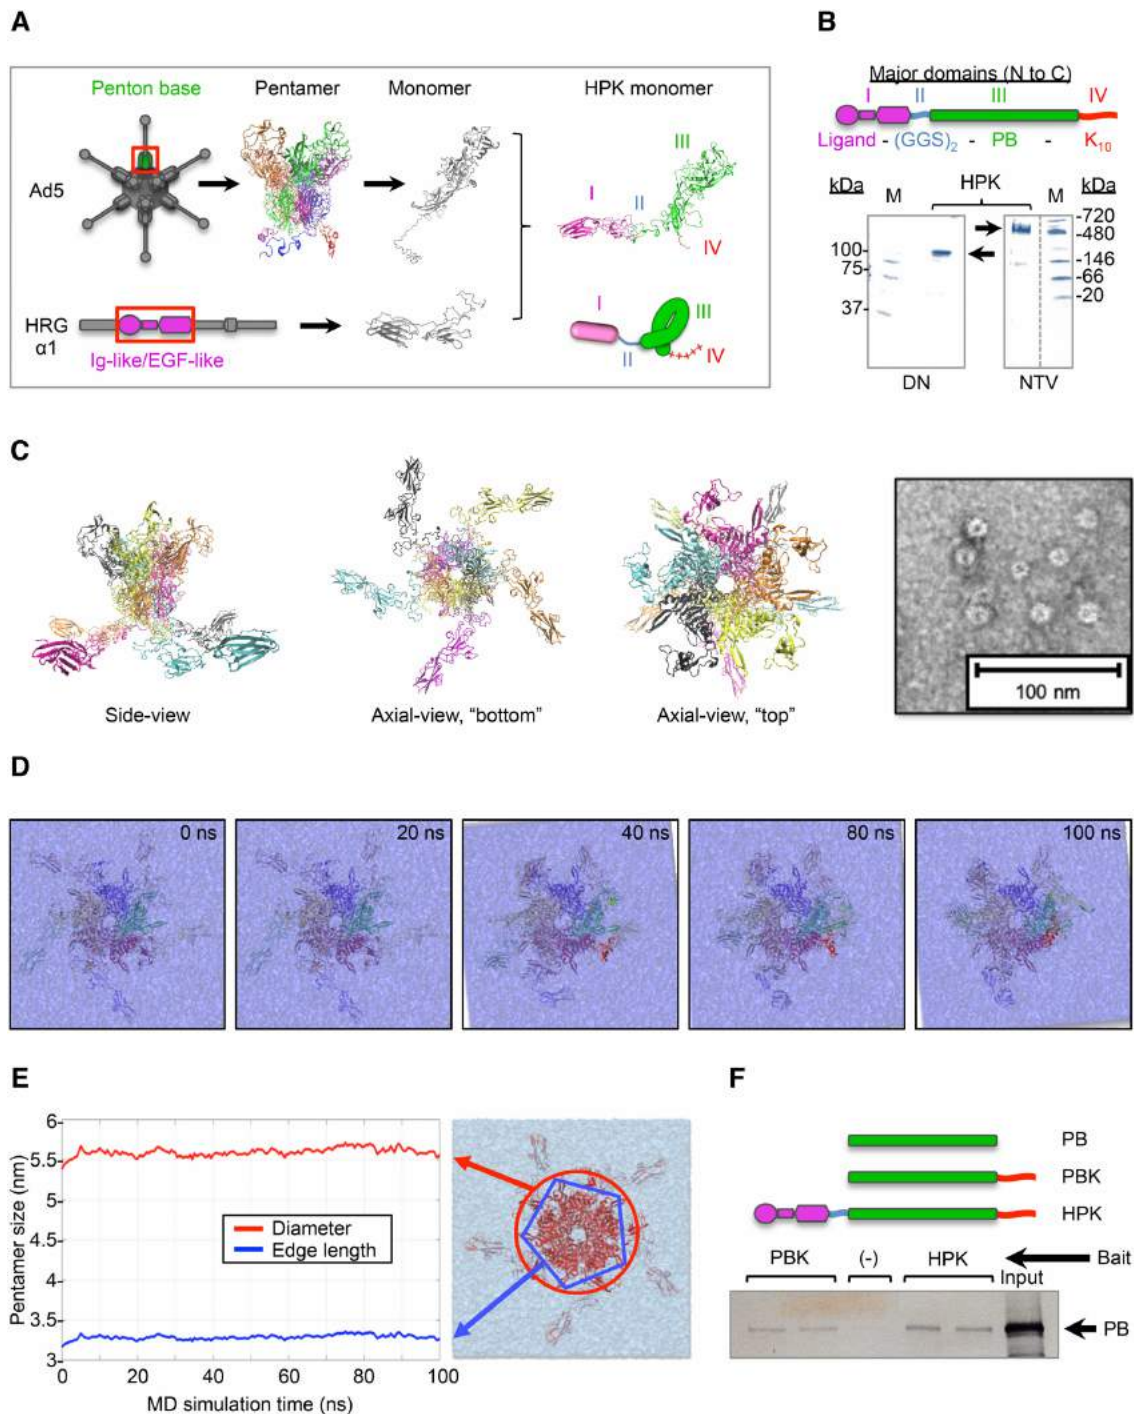 A
Penton base
Pentamer
Monomer
HPK monomer
Ad5
I
II
III
IV
HRG
α1
Ig-like/EGF-like
I
II
III
IV
B
Major domains (N to C)
I II III IV
Ligand - (GGS)2 - PB - K10
kDa M HPK M kDa
100
75
37
-720
-480
-146
-66
-20
DN NTV
C
Side-view
Axial-view, “bottom”
Axial-view, “top”
100 nm
D
0 ns
20 ns
40 ns
80 ns
100 ns
E
Pentamer size (nm)
6
5.5
5
4.5
4
3.5
3
Diameter
Edge length
0 20 40 60 80 100
MD simulation time (ns)
F
PB
PBK
HPK
PBK (-) HPK Bait
Input
PB